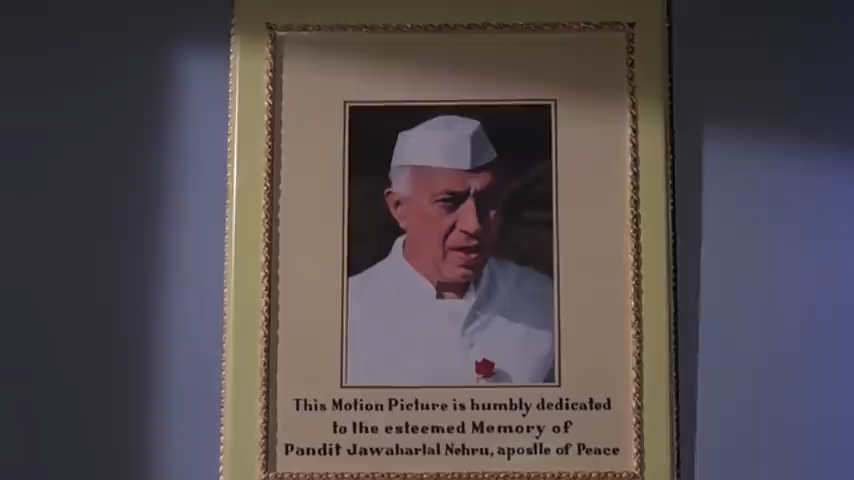 This Motion Picture is humbly dedicated
to the esteemed Memory of
Pandit Jawaharlal Nehru, apostle of Peace